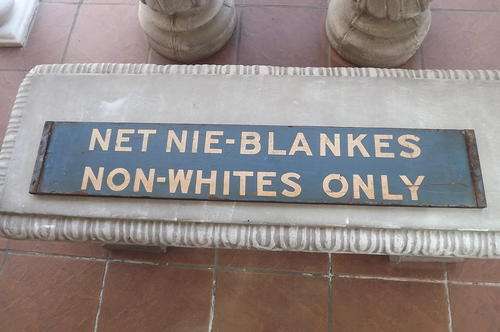 NET NIE-BLANKES
NON-WHITES ONLY